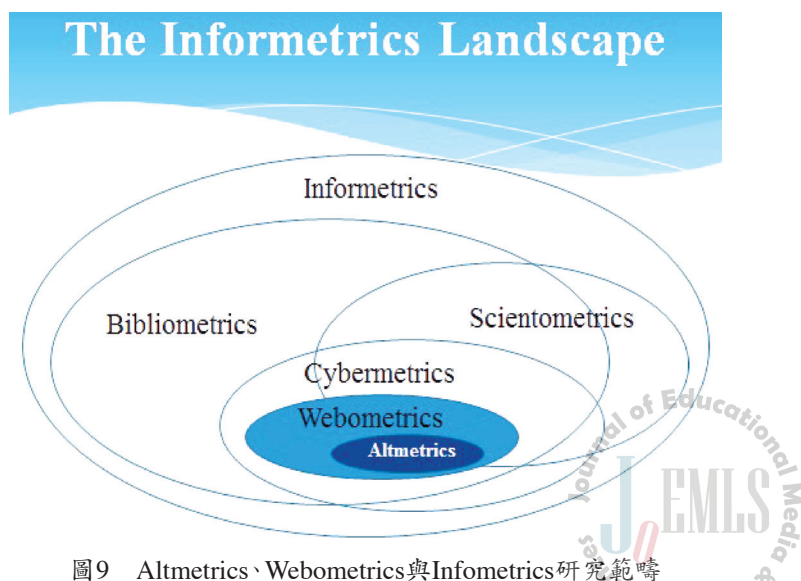 The Informetrics Landscape
Informetrics
Bibliometrics
Scientometrics
Cybermetrics
Webometrics
Altmetrics
Journal of Educational Media &
JoEMLS
圖9 Altmetrics、Webometrics與Infometrics研究範疇